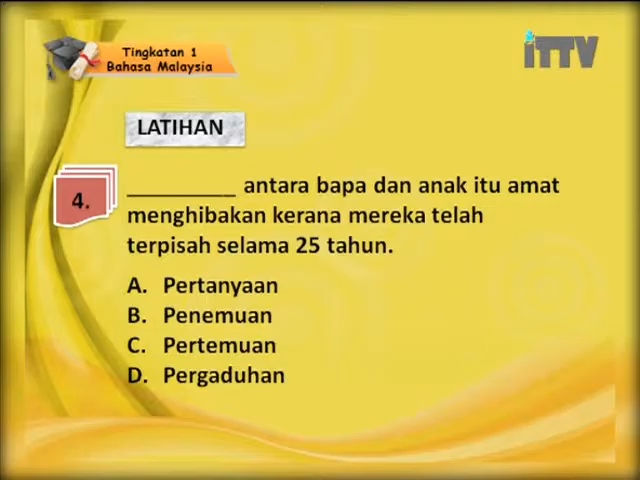 Tingkatan 1
Bahasa Malaysia
iTTV
LATIHAN
4.
__________ antara bapa dan anak itu amat
menghibakan kerana mereka telah
terpisah selama 25 tahun.
A. Pertanyaan
B. Penemuan
C. Pertemuan
D. Pergaduhan